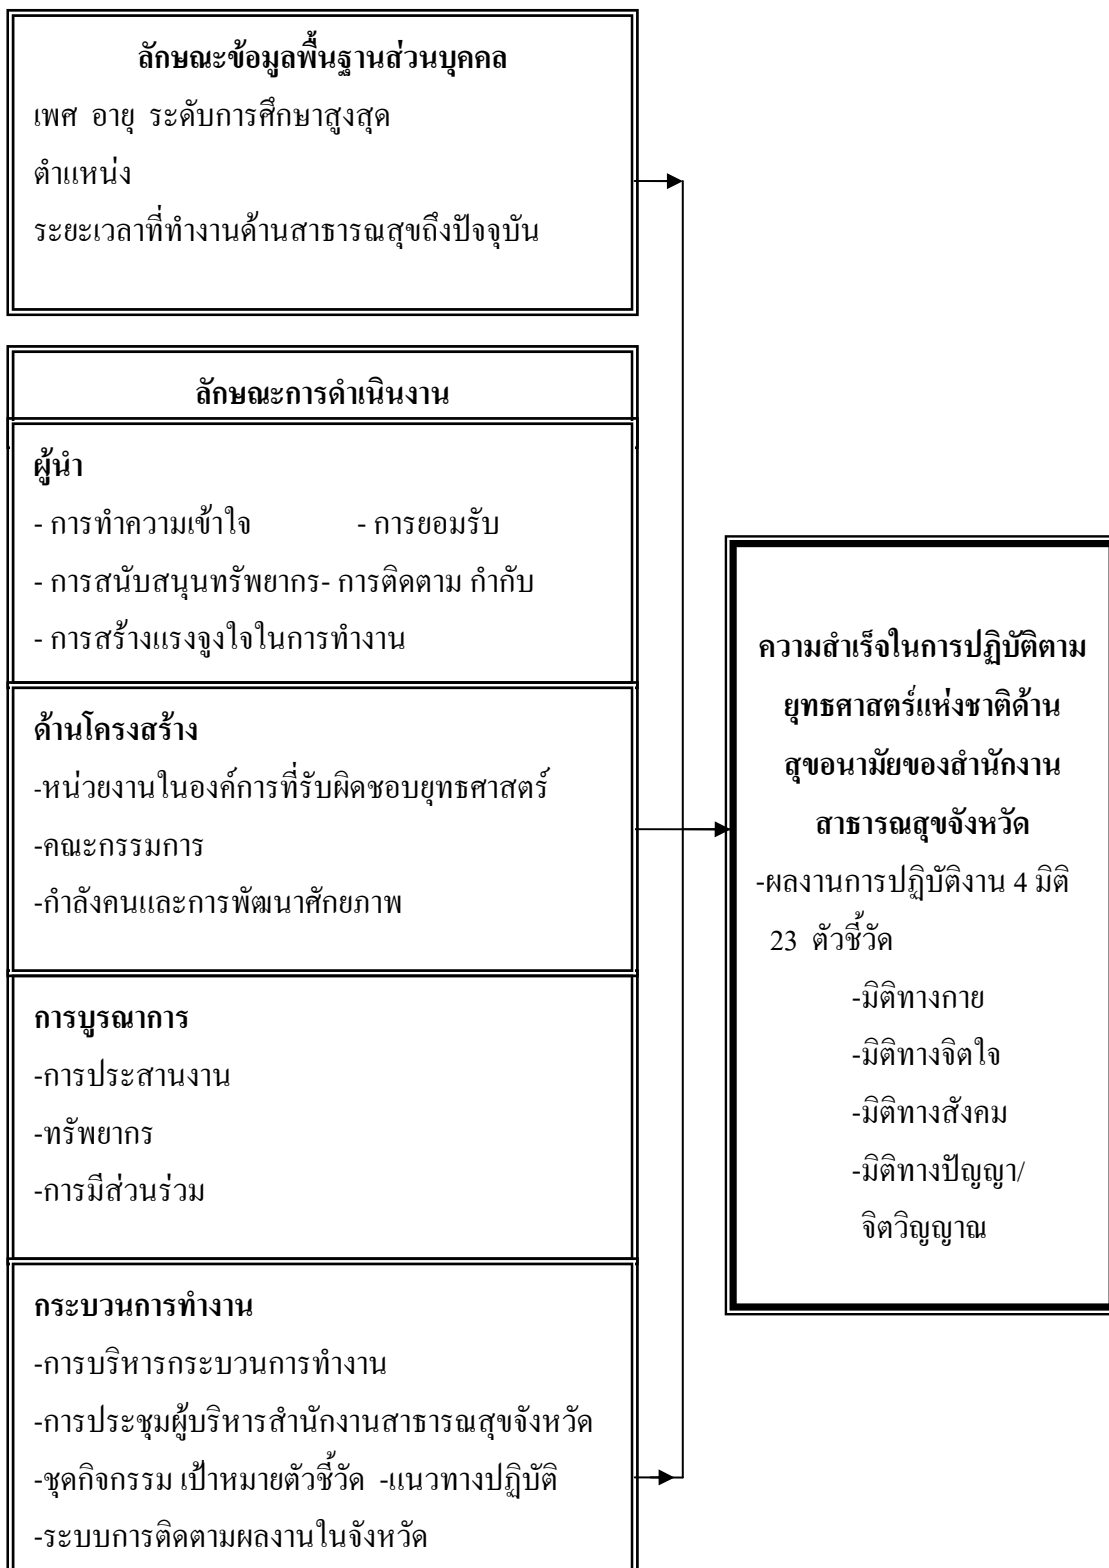 ลักษณะข้อมูลพื้นฐานส่วนบุคคล
เพศ อายุ ระดับการศึกษาสูงสุด
ตำแหน่ง
ระยะเวลาที่ทำงานด้านสาธารณสุขถึงปัจจุบัน
ลักษณะการดำเนินงาน
ผู้นำ
- การทำความเข้าใจ - การยอมรับ
- การสนับสนุนทรัพยากร- การติดตาม กำกับ
- การสร้างแรงจูงใจในการทำงาน
ด้านโครงสร้าง
-หน่วยงานในองค์การที่รับผิดชอบยุทธศาสตร์
-คณะกรรมการ
-กำลังคนและการพัฒนาศักยภาพ
การบูรณาการ
-การประสานงาน
-ทรัพยากร
-การมีส่วนร่วม
กระบวนการทำงาน
-การบริหารกระบวนการทำงาน
-การประชุมผู้บริหารสำนักงานสาธารณสุขจังหวัด
-ชุดกิจกรรม เป้าหมายตัวชี้วัด -แนวทางปฏิบัติ
-ระบบการติดตามผลงานในจังหวัด
ความสำเร็จในการปฏิบัติตาม
ยุทธศาสตร์แห่งชาติด้าน
สุขอนามัยของสำนักงาน
สาธารณสุขจังหวัด
-ผลงานการปฏิบัติงาน 4 มิติ
23 ตัวชี้วัด
-มิติทางกาย
-มิติทางจิตใจ
-มิติทางสังคม
-มิติทางปัญญา/
จิตวิญญาณ